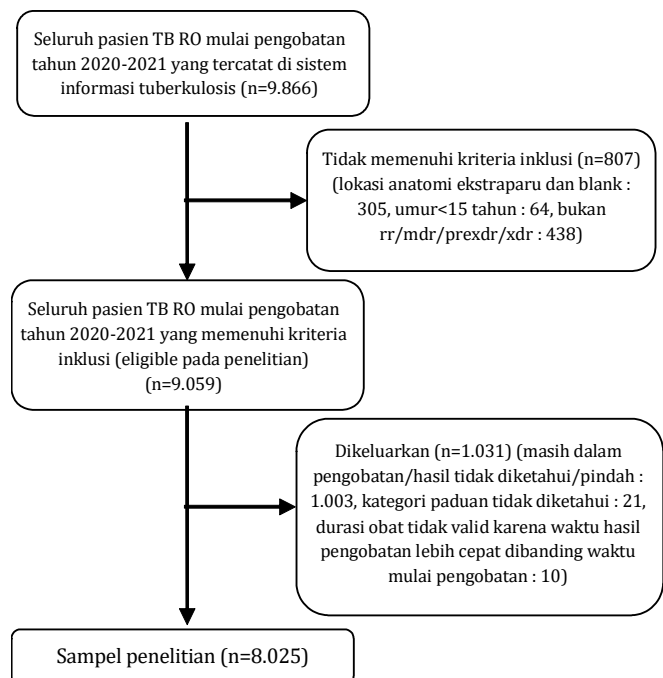 Seluruh pasien TB RO mulai pengobatan
tahun 2020-2021 yang tercatat di sistem
informasi tuberkulosis (n=9.866)
Tidak memenuhi kriteria inklusi (n=807)
(lokasi anatomi ekstraparu dan blank :
305, umur<15 tahun : 64, bukan
rr/mdr/prexdr/xdr : 438)
Seluruh pasien TB RO mulai pengobatan
tahun 2020-2021 yang memenuhi kriteria
inklusi (eligible pada penelitian)
(n=9.059)
Dikeluarkan (n=1.031) (masih dalam
pengobatan/hasil tidak diketahui/pindah :
1.003, kategori paduan tidak diketahui : 21,
durasi obat tidak valid karena waktu hasil
pengobatan lebih cepat dibanding waktu
mulai pengobatan : 10)
Sampel penelitian (n=8.025)